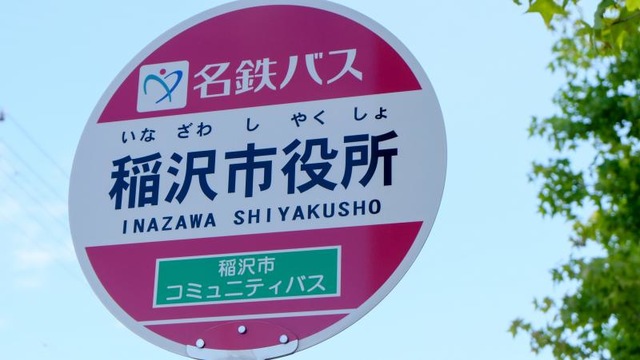 名鉄バス
いなざわ し やくしょ
稲沢市役所
INAZAWA SHIYAKUSHO
稲沢市
コミュニティバス